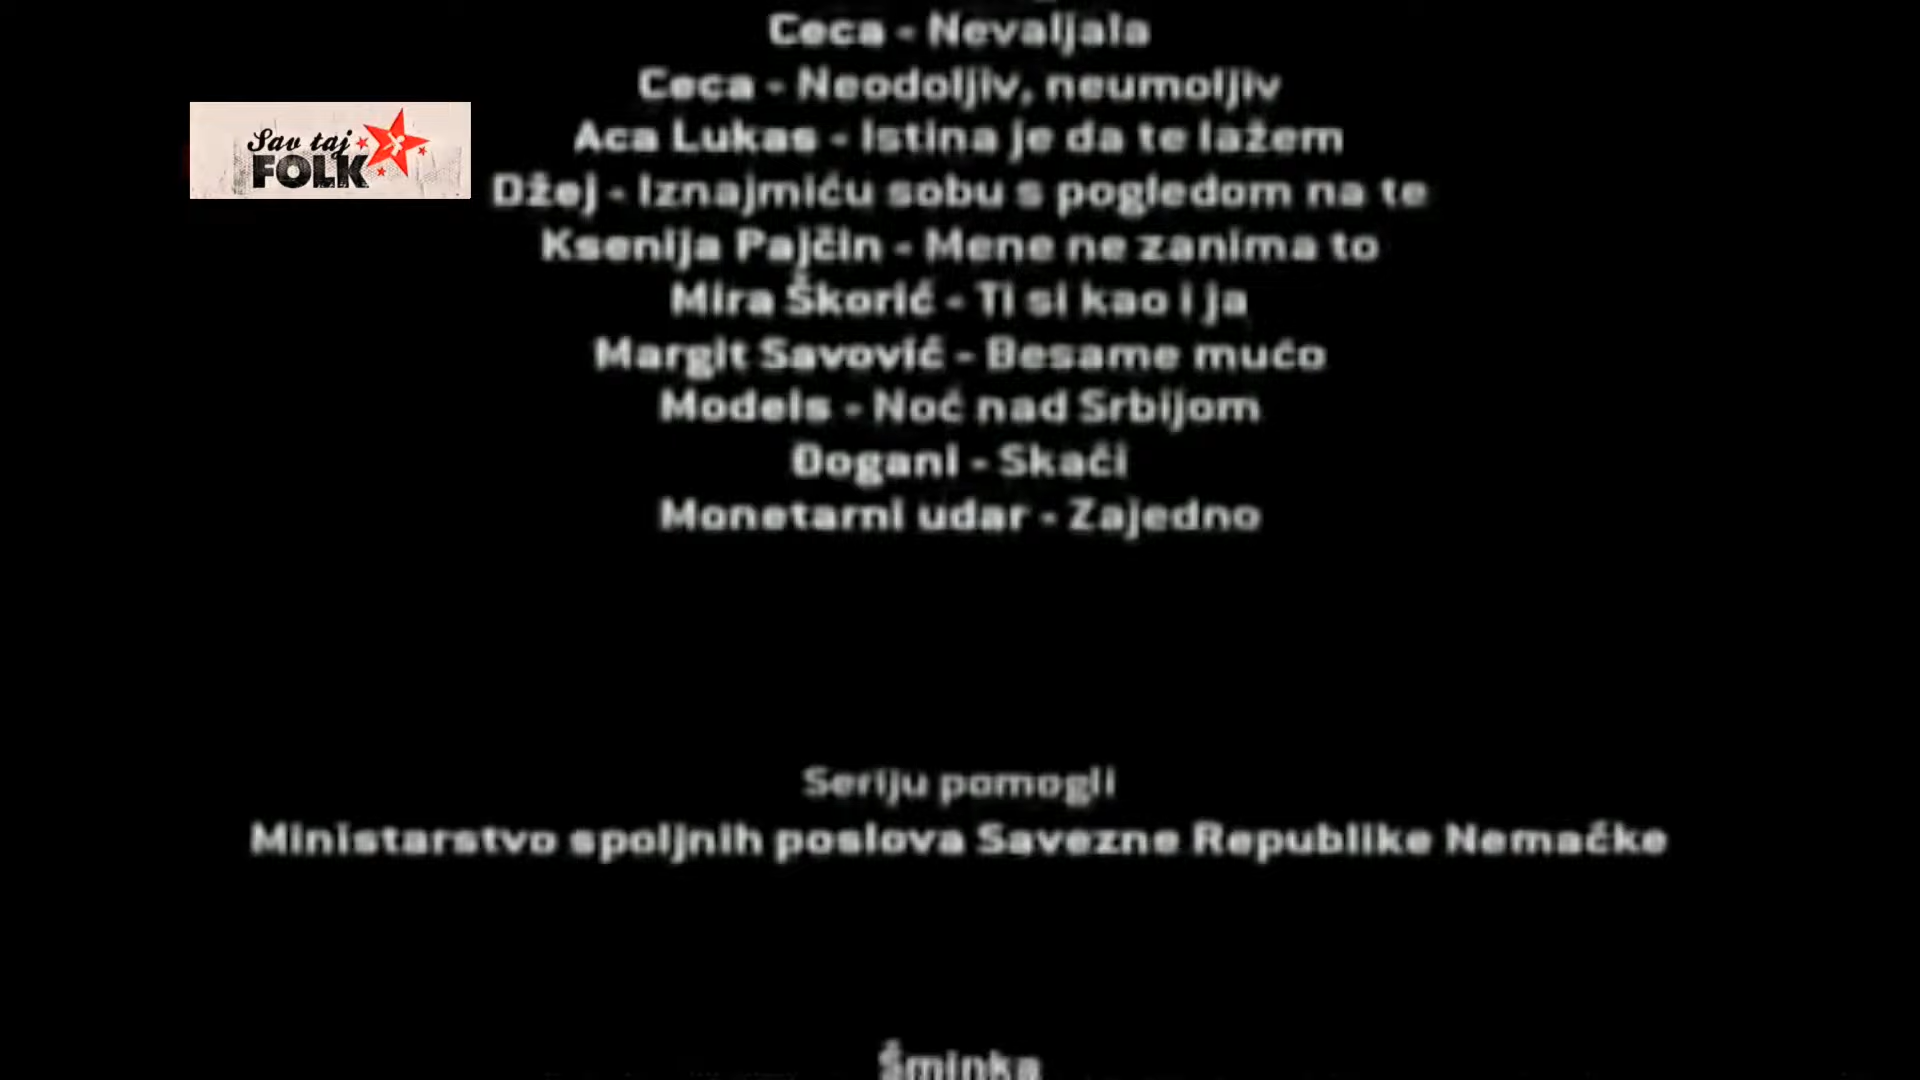 Ceca - Nevaljala
Ceca - Neodoljiv, neumoljiv
Sav taj
FOLK
Aca Lukas - Istina je da te lažem
Džej - Iznajmiću sobu s pogledom na te
Ksenija Pajčin - Mene ne zanima to
Mira Škorić - Ti si kao i ja
Margit Savović - Besame mućo
Models - Noć nad Srbijom
Đogani - Skači
Monetarni udar - Zajedno
Seriju pomogli
Ministarstvo spoljnih poslova Savezne Republike Nemačke
Šminka